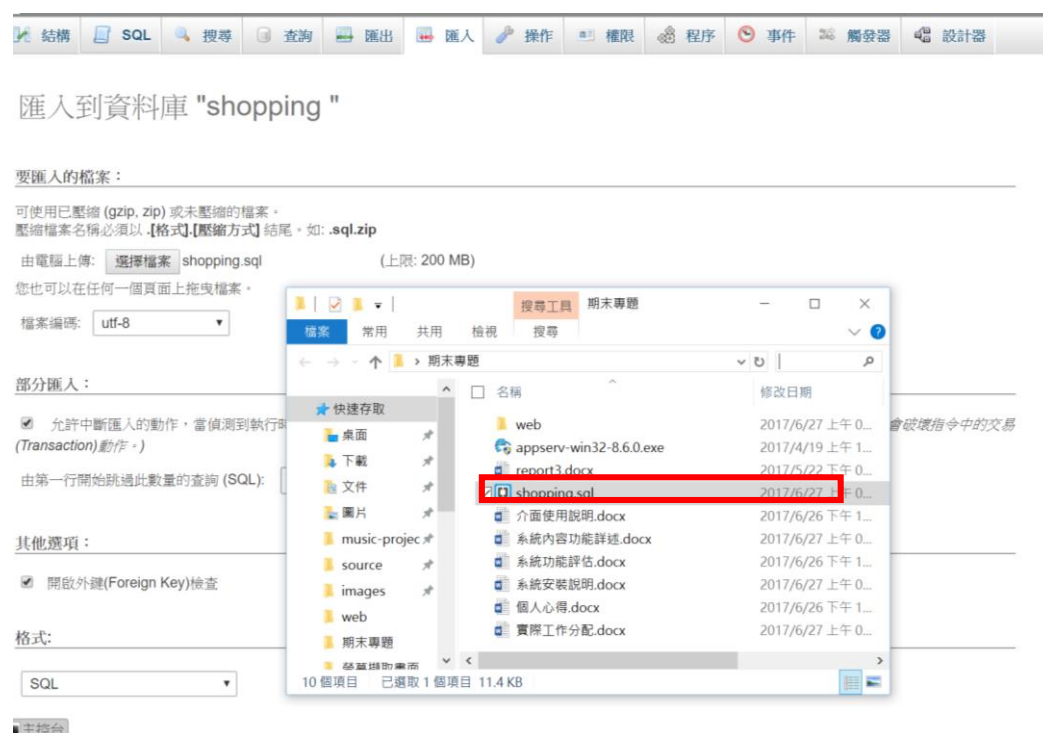 結構 SQL 搜尋 查詢 匯出 匯入 操作 權限 程序 事件 觸發器 設計器
匯入到資料庫 "shopping "
要匯入的檔案：
可使用已壓縮 (gzip, zip) 或未壓縮的檔案。
壓縮檔案名稱必須以 .[格式].[壓縮方式] 結尾。如: .sql.zip
由電腦上傳: 選擇檔案 shopping.sql (上限: 200 MB)
您也可以在任何一個頁面上拖曳檔案。
檔案編碼: utf-8
部分匯入：
允許中斷匯入的動作，當偵測到執行時
會破壞指令中的交易
(Transaction)動作。)
由第一行開始跳過此數量的查詢 (SQL):
其他選項：
開啟外鍵(Foreign Key)檢查
格式:
SQL
主控台
搜尋工具 期末專題
檔案 常用 共用 檢視 搜尋
期末專題
名稱 修改日期
快速存取
桌面
下載
文件
圖片
music-projec
source
images
web
期末專題
螢幕擷取畫面
web 2017/6/27 上午 0...
appserv-win32-8.6.0.exe 2017/4/19 上午 1...
report3.docx 2017/5/22 下午 0...
shopping.sql 2017/6/27 上午 0...
介面使用說明.docx 2017/6/26 下午 1...
系統內容功能詳述.docx 2017/6/27 上午 0...
系統功能評估.docx 2017/6/26 下午 1...
系統安裝說明.docx 2017/6/27 上午 0...
個人心得.docx 2017/6/26 下午 1...
實際工作分配.docx 2017/6/27 上午 0...
10 個項目 已選取 1 個項目 11.4 KB